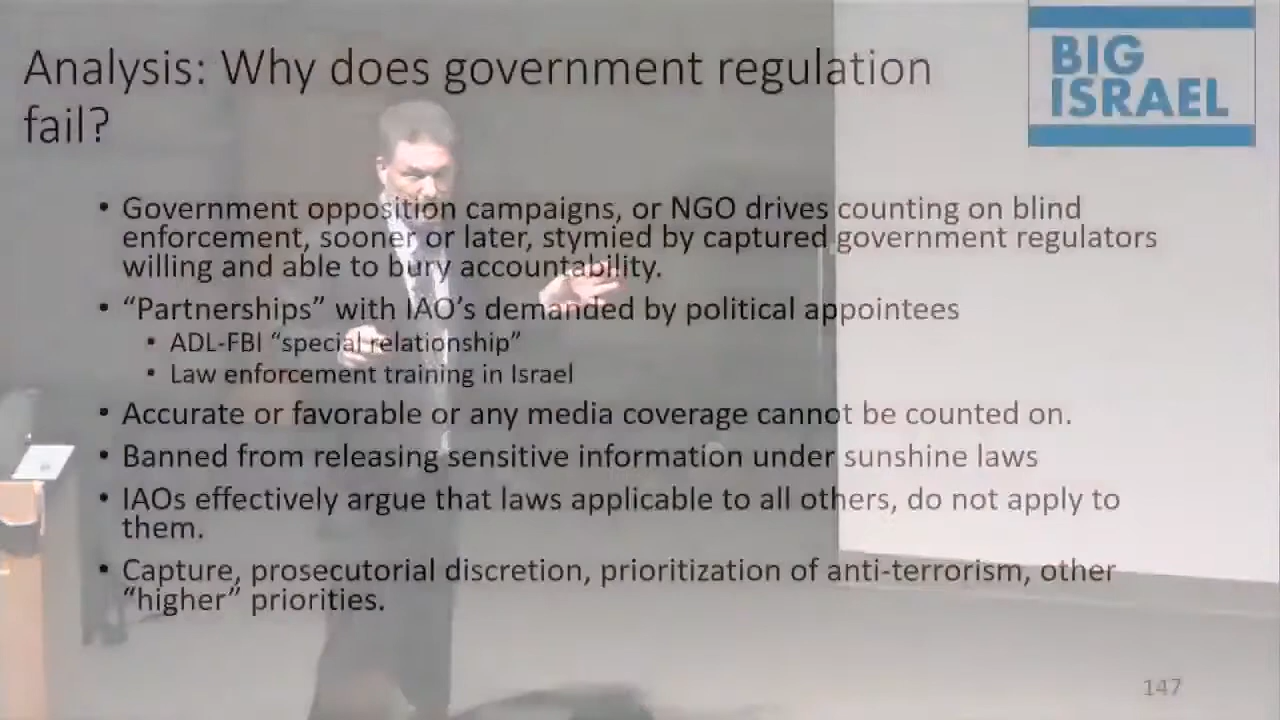 Analysis: Why does government regulation
fail?
BIG
ISRAEL
• Government opposition campaigns, or NGO drives counting on blind
enforcement, sooner or later, stymied by captured government regulators
willing and able to bury accountability.
• “Partnerships” with IAO’s demanded by political appointees
• ADL-FBI “special relationship”
• Law enforcement training in Israel
• Accurate or favorable or any media coverage cannot be counted on.
• Banned from releasing sensitive information under sunshine laws
• IAOs effectively argue that laws applicable to all others, do not apply to
them.
• Capture, prosecutorial discretion, prioritization of anti-terrorism, other
“higher” priorities.
147